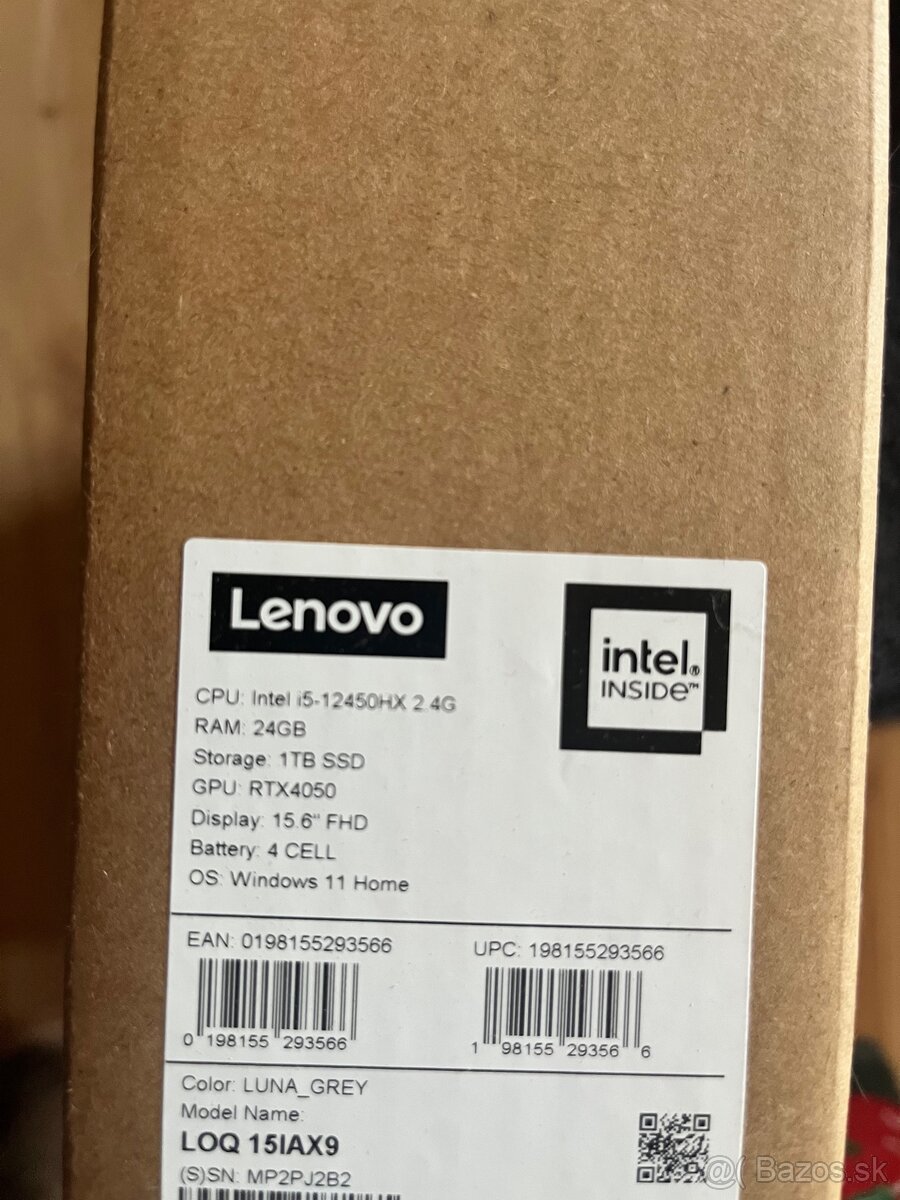 Lenovo
intel®
INSIDE™
CPU: Intel i5-12450HX 2.4G
RAM: 24GB
Storage: 1TB SSD
GPU: RTX4050
Display: 15.6" FHD
Battery: 4 CELL
OS: Windows 11 Home
EAN: 0198155293566
0 198155 293566
UPC: 198155293566
1 98155 29356 6
Color: LUNA_GREY
Model Name:
LOQ 15IAX9
(S)SN: MP2PJ2B2
@( Bazos.sk